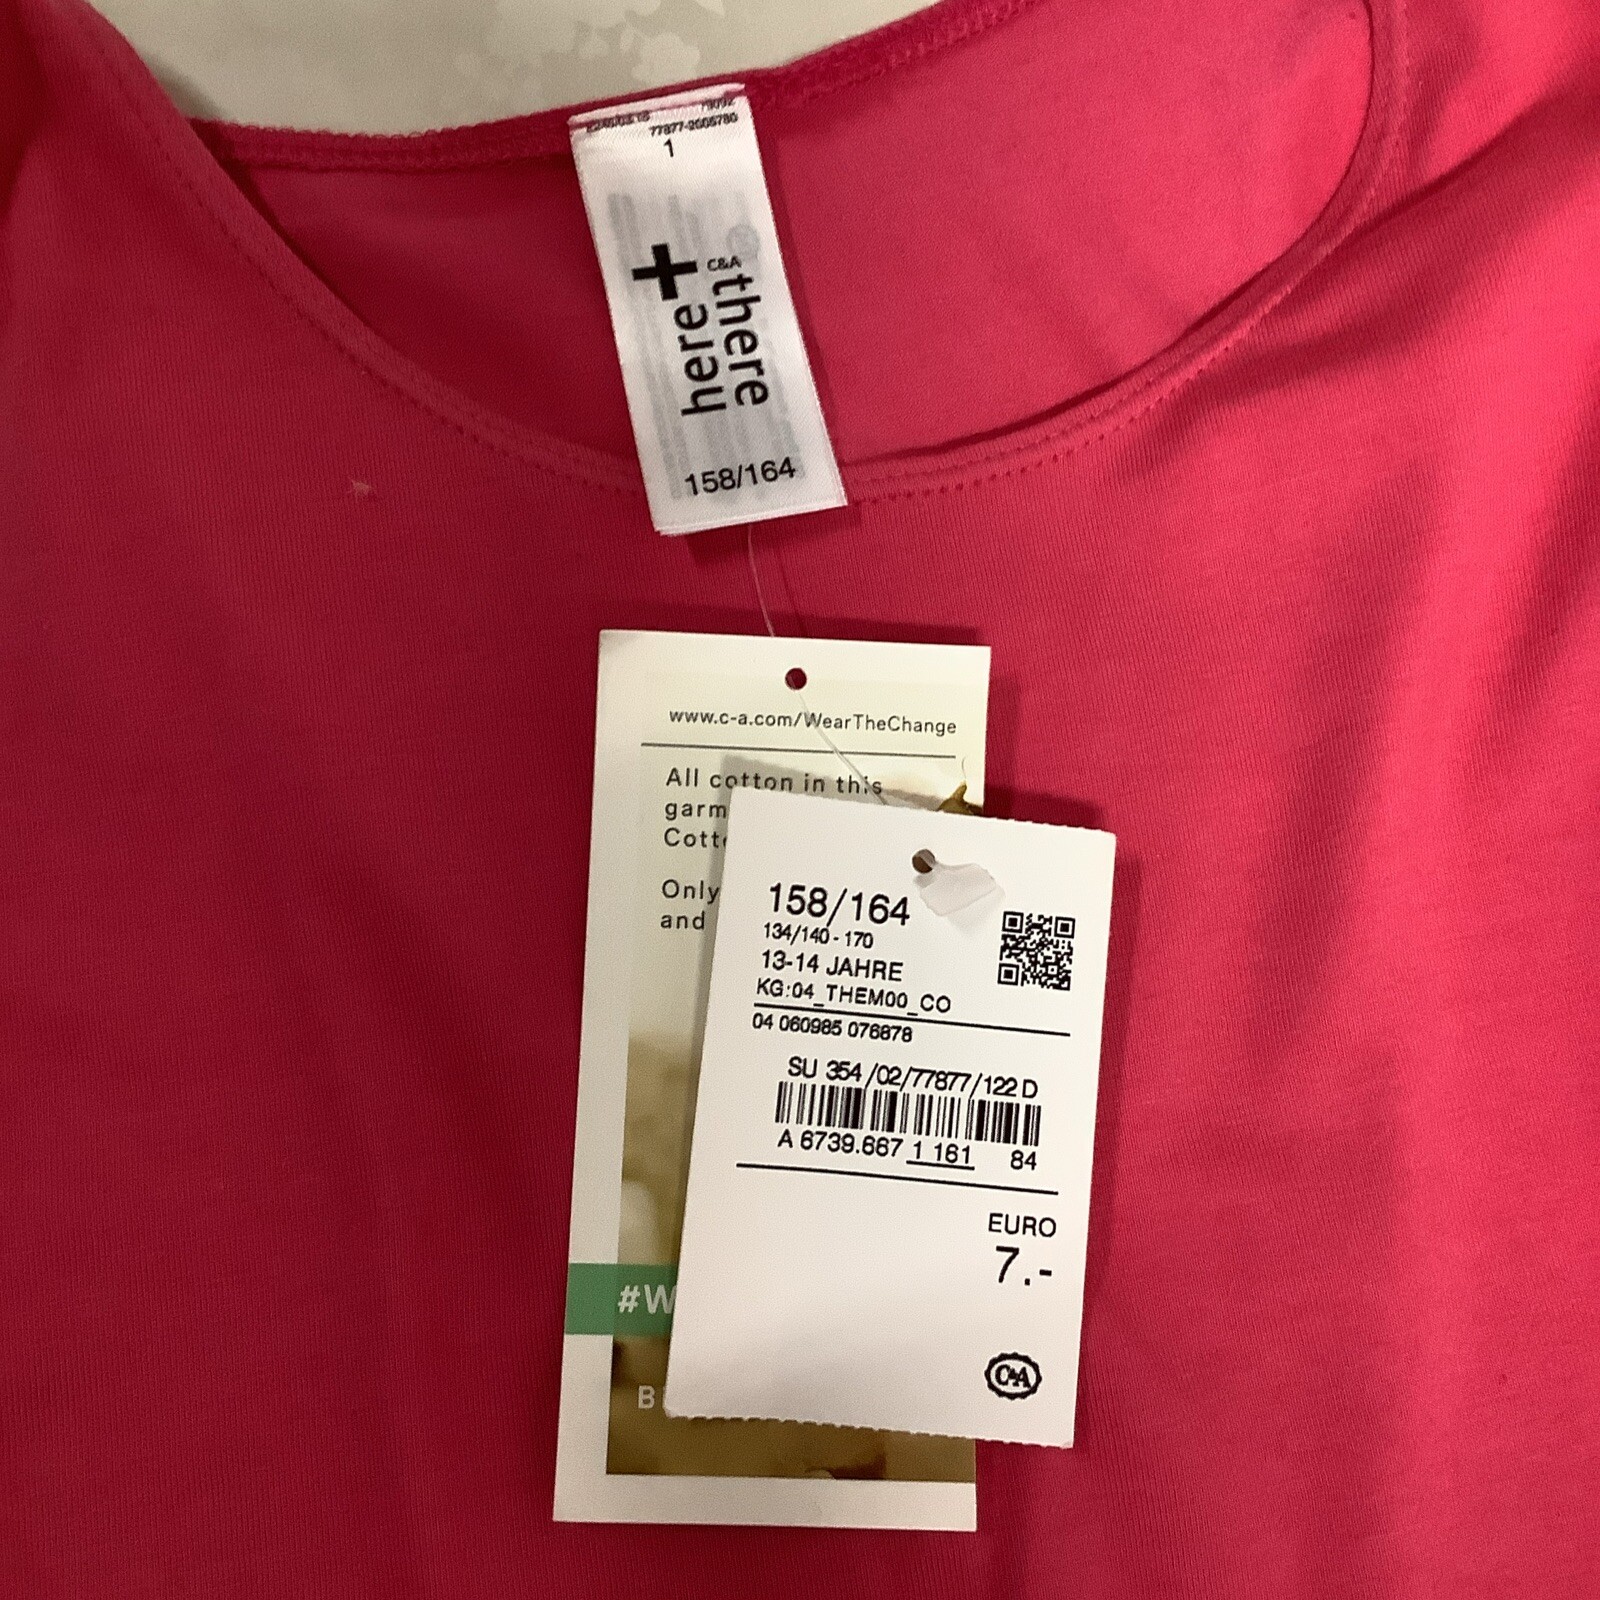 77877-2005780
1
C&A
here+there
158/164
www.c-a.com/WearTheChange
All cotton in this
garm
Cott
Only
and
158/164
134/140 - 170
13-14 JAHRE
KG:04_THEM00_CO
04 060985 076878
SU 354 /02/77877/122 D
A 6739.667 1 161 84
EURO
7.-
C&A
#W
B